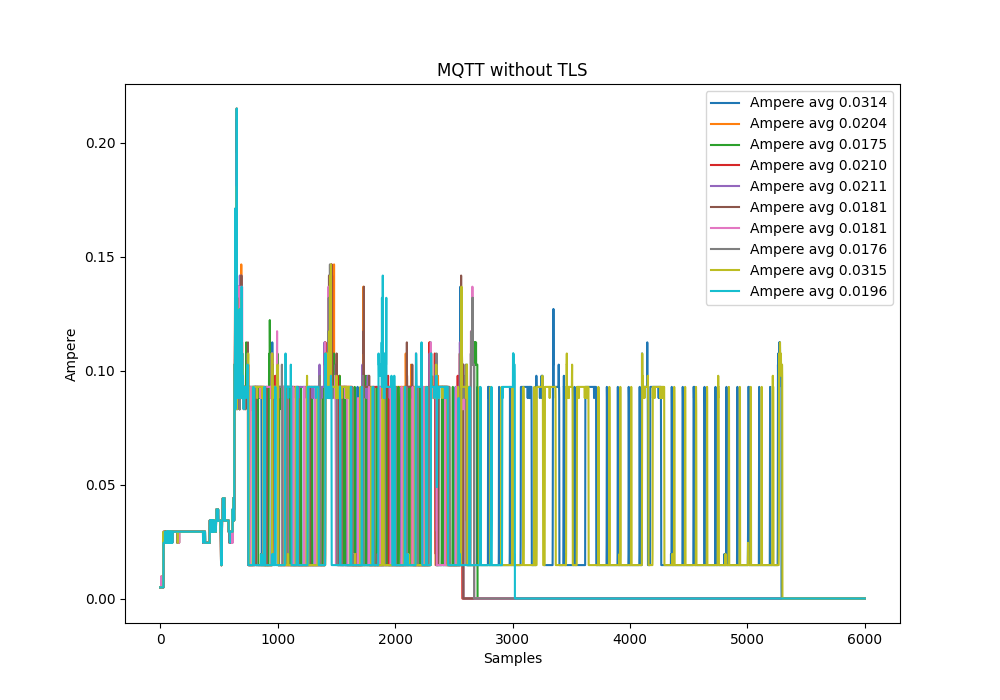 MQTT without TLS
Ampere avg 0.0314
Ampere avg 0.0204
Ampere avg 0.0175
Ampere avg 0.0210
Ampere avg 0.0211
Ampere avg 0.0181
Ampere avg 0.0181
Ampere avg 0.0176
Ampere avg 0.0315
Ampere avg 0.0196
Ampere
0.20
0.15
0.10
0.05
0.00
0 1000 2000 3000 4000 5000 6000
Samples